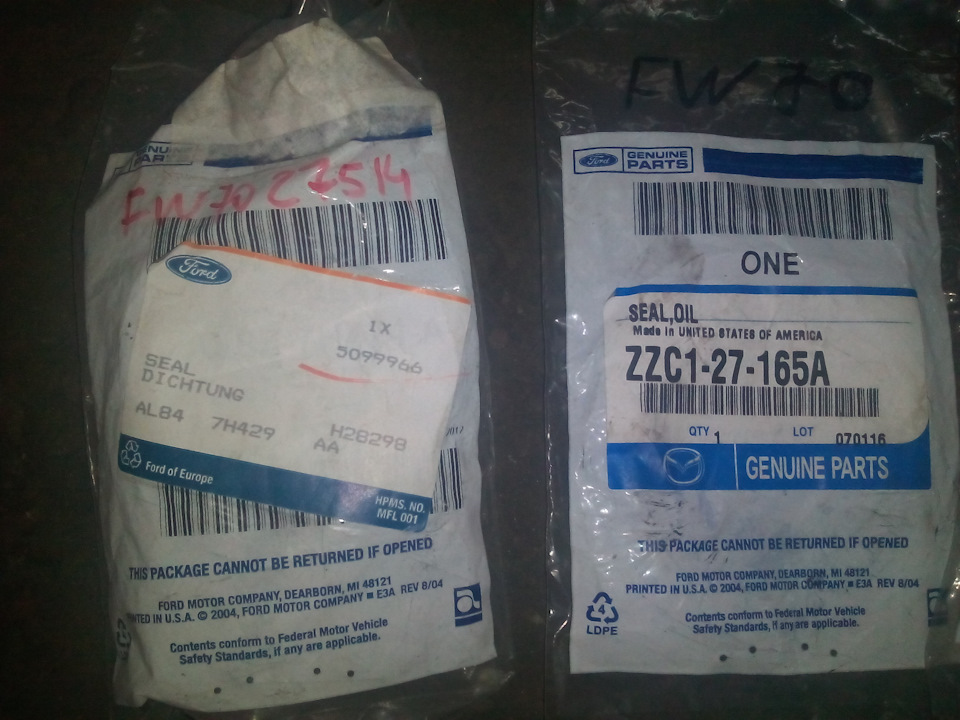 FW70 27514
Ford
1X
5099966
SEAL
DICHTUNG
AL84 7H429 AA
H28298
Ford of Europe
HPMS. NO.
MFL 001
THIS PACKAGE CANNOT BE RETURNED IF OPENED
FORD MOTOR COMPANY, DEARBORN, MI 48121
PRINTED IN U.S.A. © 2004, FORD MOTOR COMPANY ■ E3A REV 8/04
Contents conform to Federal Motor Vehicle
Safety Standards, if any are applicable.
FW 70
Ford GENUINE
PARTS
ONE
SEAL,OIL
Made in UNITED STATES OF AMERICA
ZZC1-27-165A
QTY 1 LOT 070116
GENUINE PARTS
THIS PACKAGE CANNOT BE RETURNED IF OPENED
FORD MOTOR COMPANY, DEARBORN, MI 48121
PRINTED IN U.S.A. © 2004, FORD MOTOR COMPANY ■ E3A REV 8/04
4
LDPE
Contents conform to Federal Motor Vehicle
Safety Standards, if any are applicable.